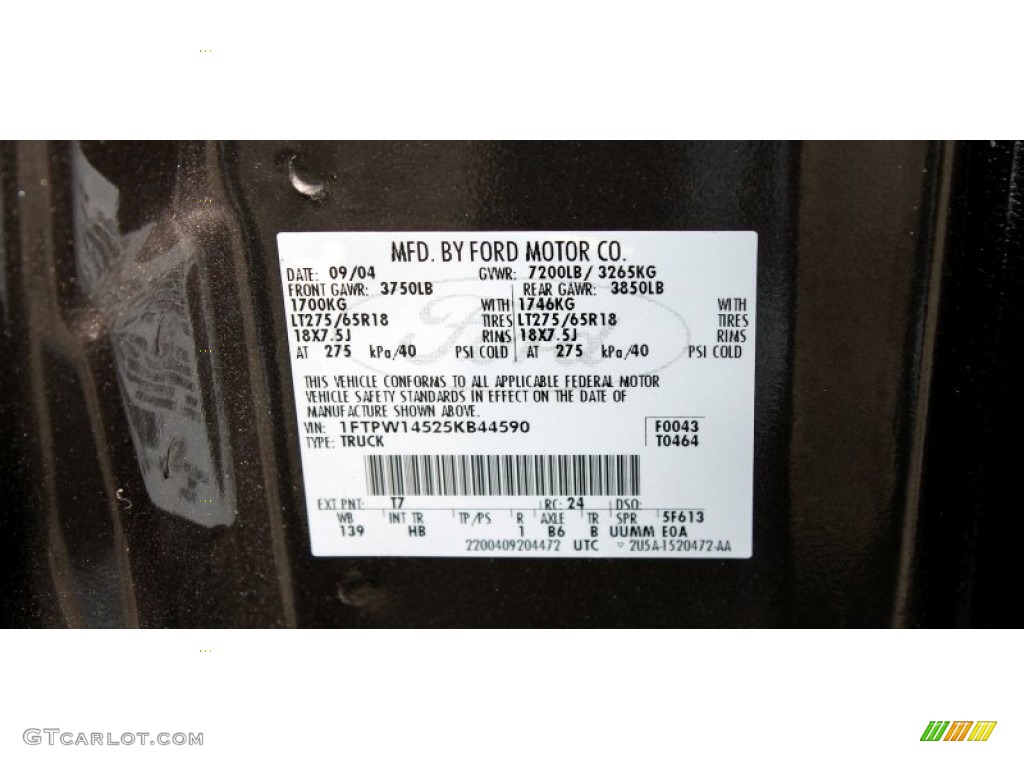 MFD. BY FORD MOTOR CO.
DATE: 09/04 GVWR: 7200LB/ 3265KG
FRONT GAWR: 3750LB REAR GAWR: 3850LB
1700KG WITH 1746KG WITH
LT275/65R18 TIRES LT275/65R18 TIRES
18X7.5J RIMS 18X7.5J RIMS
AT 275 kPa/40 PSI COLD AT 275 kPa/40 PSI COLD
Ford
THIS VEHICLE CONFORMS TO ALL APPLICABLE FEDERAL MOTOR
VEHICLE SAFETY STANDARDS IN EFFECT ON THE DATE OF
MANUFACTURE SHOWN ABOVE.
VIN: 1FTPW14525KB44590 F0043
TYPE: TRUCK T0464
EXT PNT: T7 RC: 24 DSO:
WB INT TR TP/PS R AXLE TR SPR 5F613
139 HB 1 B6 B UUMM E0A
2200409204472 UTC 2U5A-1520472-AA
GTCARLOT.COM